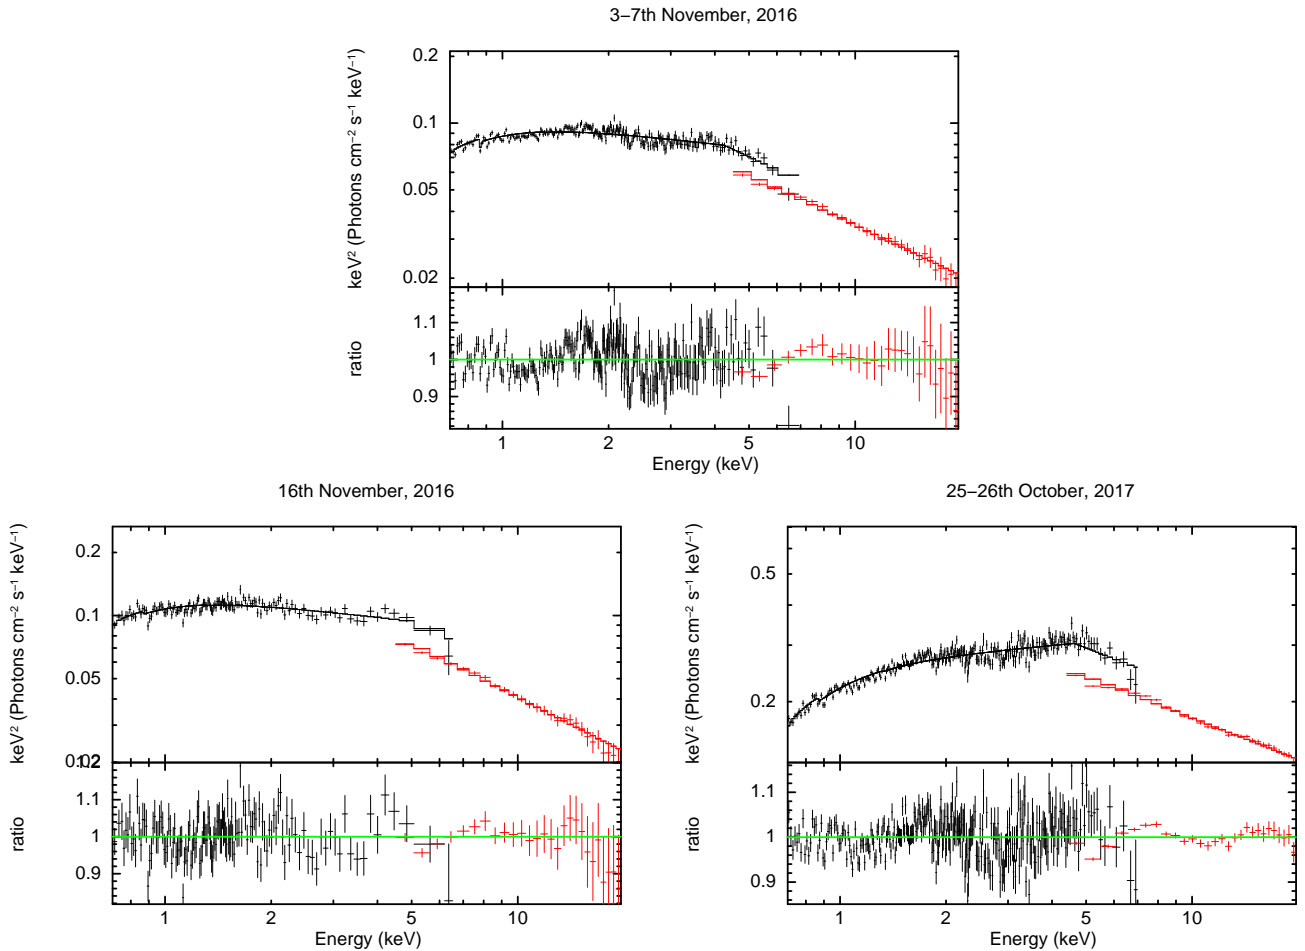 3–7th November, 2016
keV² (Photons cm⁻² s⁻¹ keV⁻¹)
0.2
0.1
0.05
0.02
ratio
1.1
1
0.9
1 2 5 10
Energy (keV)
16th November, 2016
keV² (Photons cm⁻² s⁻¹ keV⁻¹)
0.2
0.1
0.05
0.02
ratio
1.1
1
0.9
1 2 5 10
Energy (keV)
25–26th October, 2017
keV² (Photons cm⁻² s⁻¹ keV⁻¹)
0.5
0.2
ratio
1.1
1
0.9
1 2 5 10
Energy (keV)